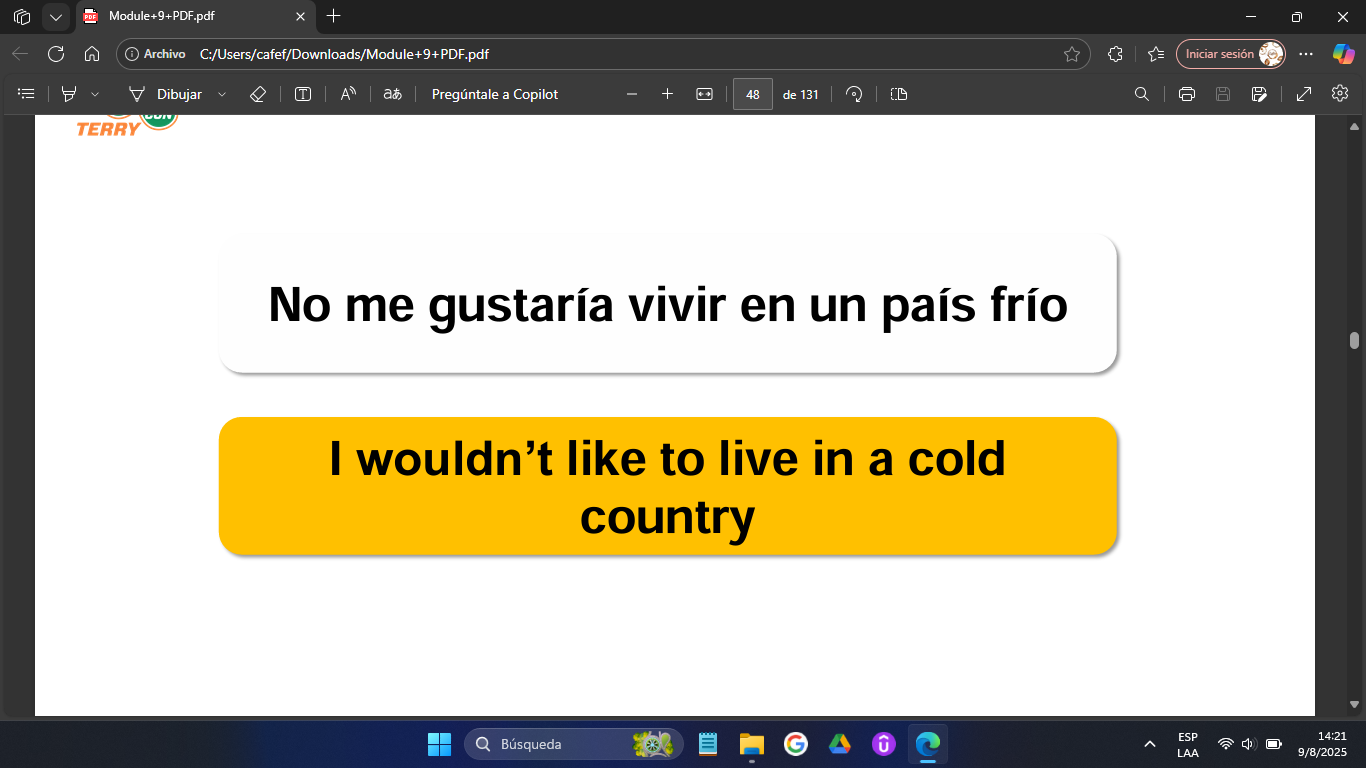 Module+9+PDF.pdf
Archivo C:/Users/cafef/Downloads/Module+9+PDF.pdf Iniciar sesión
Dibujar aあ Pregúntale a Copilot 48 de 131
TERRY
No me gustaría vivir en un país frío
I wouldn’t like to live in a cold
country
Búsqueda
ESP
LAA
14:21
9/8/2025